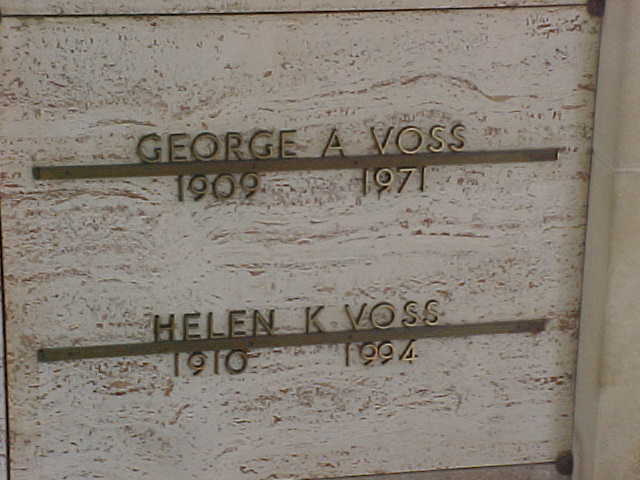 GEORGE A VOSS
1909 1971
HELEN K VOSS
1910 1994